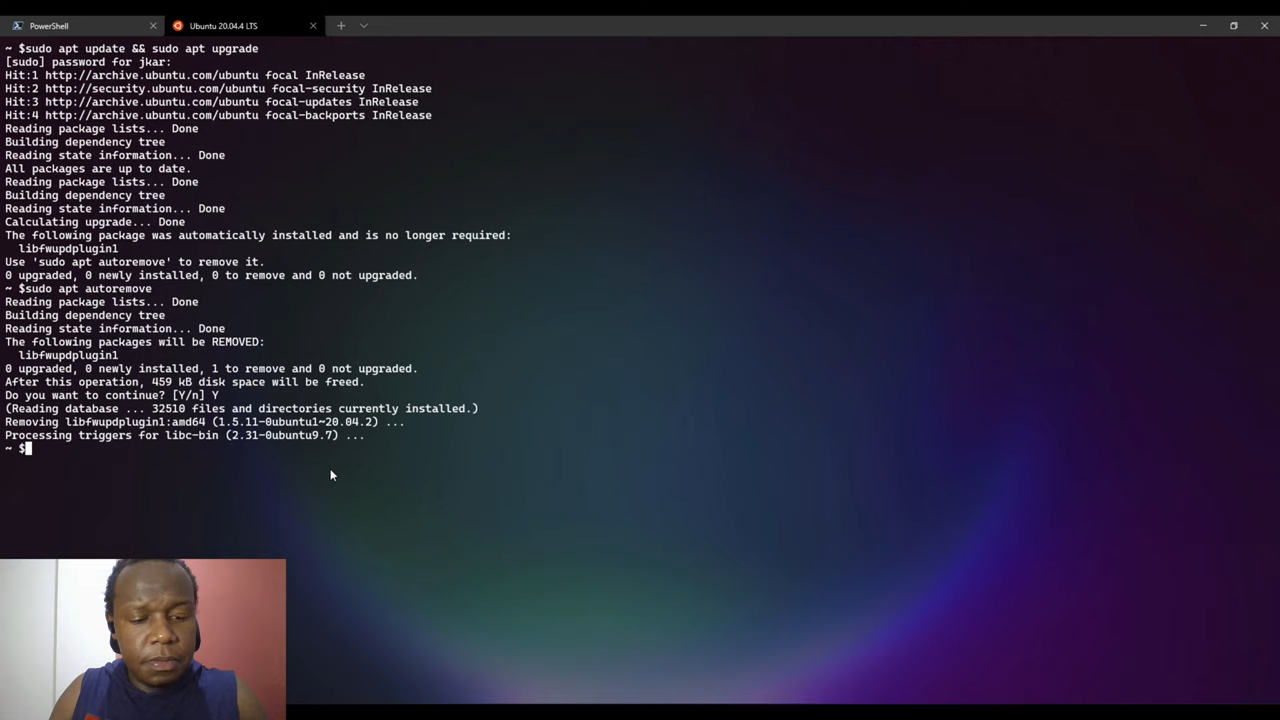 PowerShell
Ubuntu 20.04.4 LTS
~ $sudo apt update && sudo apt upgrade
[sudo] password for jkar:
Hit:1 http://archive.ubuntu.com/ubuntu focal InRelease
Hit:2 http://security.ubuntu.com/ubuntu focal-security InRelease
Hit:3 http://archive.ubuntu.com/ubuntu focal-updates InRelease
Hit:4 http://archive.ubuntu.com/ubuntu focal-backports InRelease
Reading package lists... Done
Building dependency tree
Reading state information... Done
All packages are up to date.
Reading package lists... Done
Building dependency tree
Reading state information... Done
Calculating upgrade... Done
The following package was automatically installed and is no longer required:
  libfwupdplugin1
Use 'sudo apt autoremove' to remove it.
0 upgraded, 0 newly installed, 0 to remove and 0 not upgraded.
~ $sudo apt autoremove
Reading package lists... Done
Building dependency tree
Reading state information... Done
The following packages will be REMOVED:
  libfwupdplugin1
0 upgraded, 0 newly installed, 1 to remove and 0 not upgraded.
After this operation, 459 kB disk space will be freed.
Do you want to continue? [Y/n] Y
(Reading database ... 32510 files and directories currently installed.)
Removing libfwupdplugin1:amd64 (1.5.11-0ubuntu1~20.04.2) ...
Processing triggers for libc-bin (2.31-0ubuntu9.7) ...
~ $